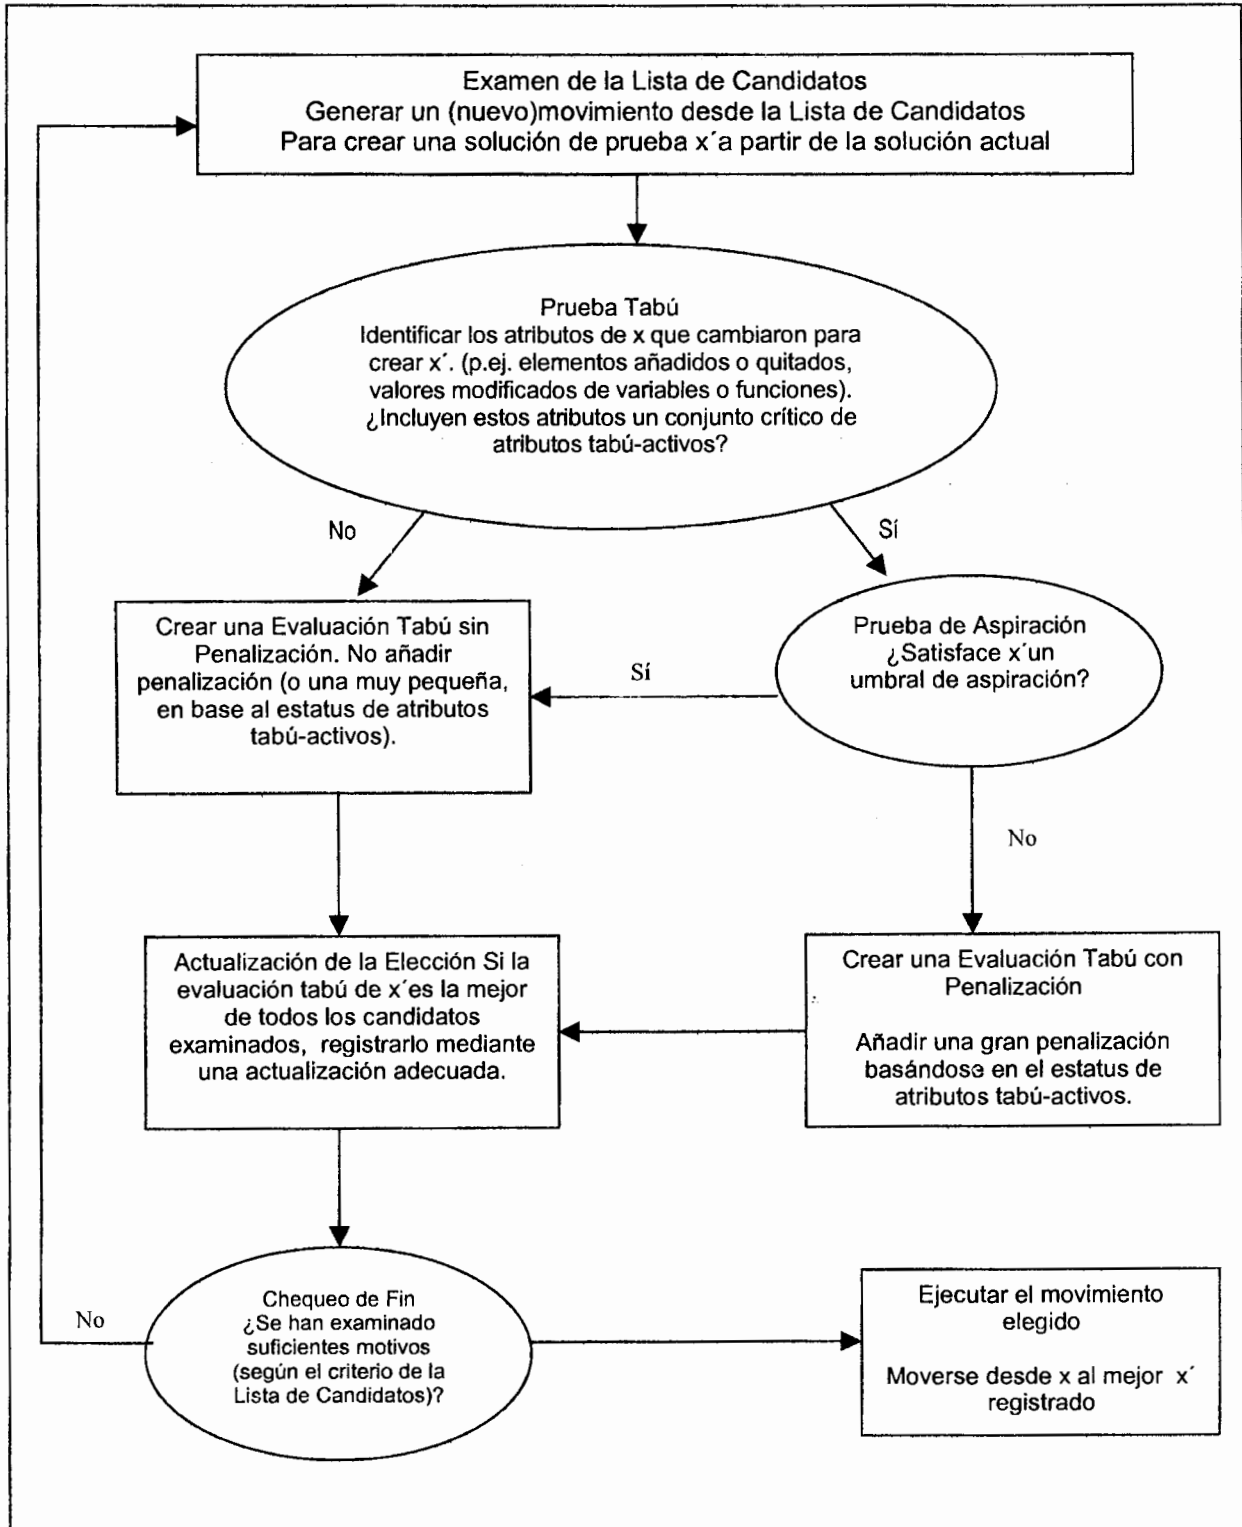 Examen de la Lista de Candidatos
Generar un (nuevo)movimiento desde la Lista de Candidatos
Para crear una solución de prueba x´a partir de la solución actual
Prueba Tabú
Identificar los atributos de x que cambiaron para
crear x´. (p.ej. elementos añadidos o quitados,
valores modificados de variables o funciones).
¿Incluyen estos atributos un conjunto crítico de
atributos tabú-activos?
No
Sí
Crear una Evaluación Tabú sin
Penalización. No añadir
penalización (o una muy pequeña,
en base al estatus de atributos
tabú-activos).
Sí
Prueba de Aspiración
¿Satisface x´un
umbral de aspiración?
No
Actualización de la Elección Si la
evaluación tabú de x´es la mejor
de todos los candidatos
examinados, registrarlo mediante
una actualización adecuada.
Crear una Evaluación Tabú con
Penalización
Añadir una gran penalización
basándose en el estatus de
atributos tabú-activos.
No
Chequeo de Fin
¿Se han examinado
suficientes motivos
(según el criterio de la
Lista de Candidatos)?
Ejecutar el movimiento
elegido
Moverse desde x al mejor x´
registrado